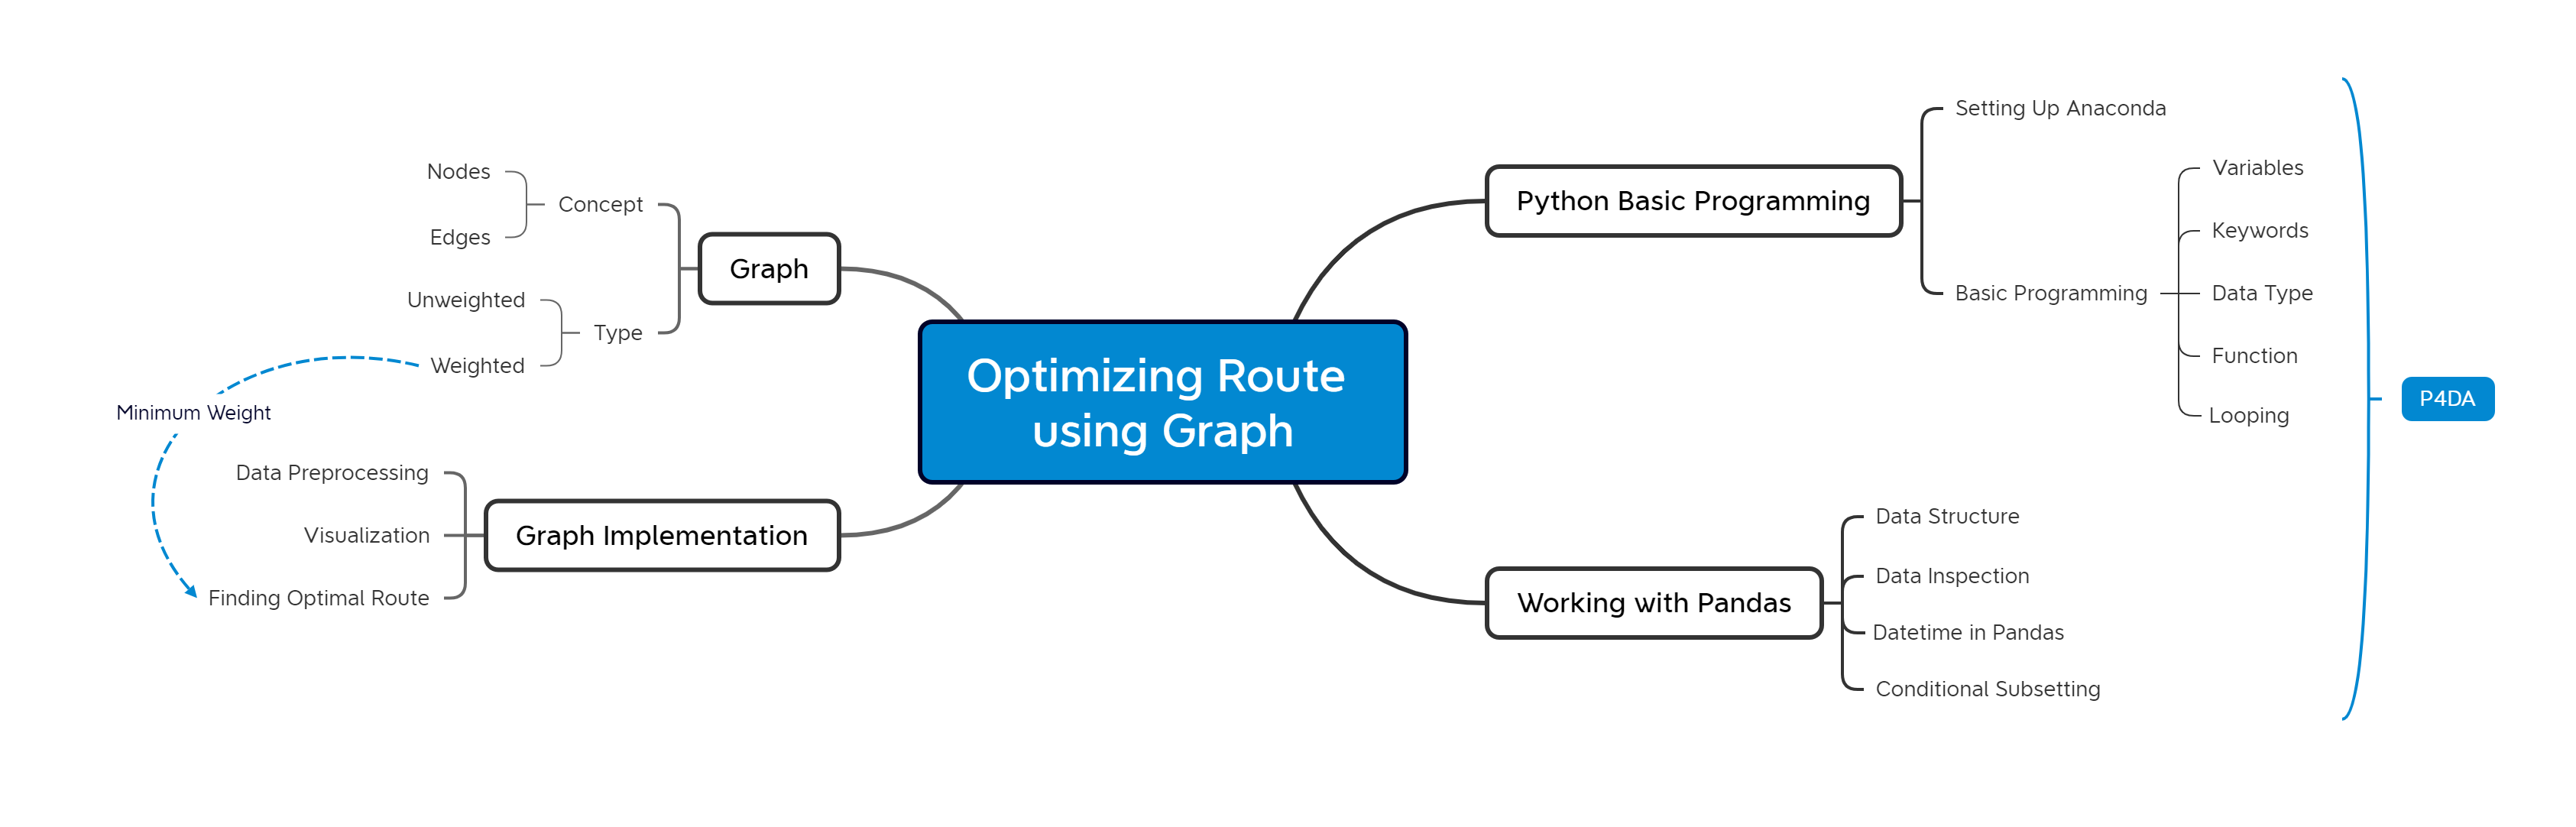 Optimizing Route
using Graph
Python Basic Programming
Setting Up Anaconda
Basic Programming
Variables
Keywords
Data Type
Function
Looping
Working with Pandas
Data Structure
Data Inspection
Datetime in Pandas
Conditional Subsetting
P4DA
Graph
Concept
Nodes
Edges
Type
Unweighted
Weighted
Minimum Weight
Graph Implementation
Data Preprocessing
Visualization
Finding Optimal Route